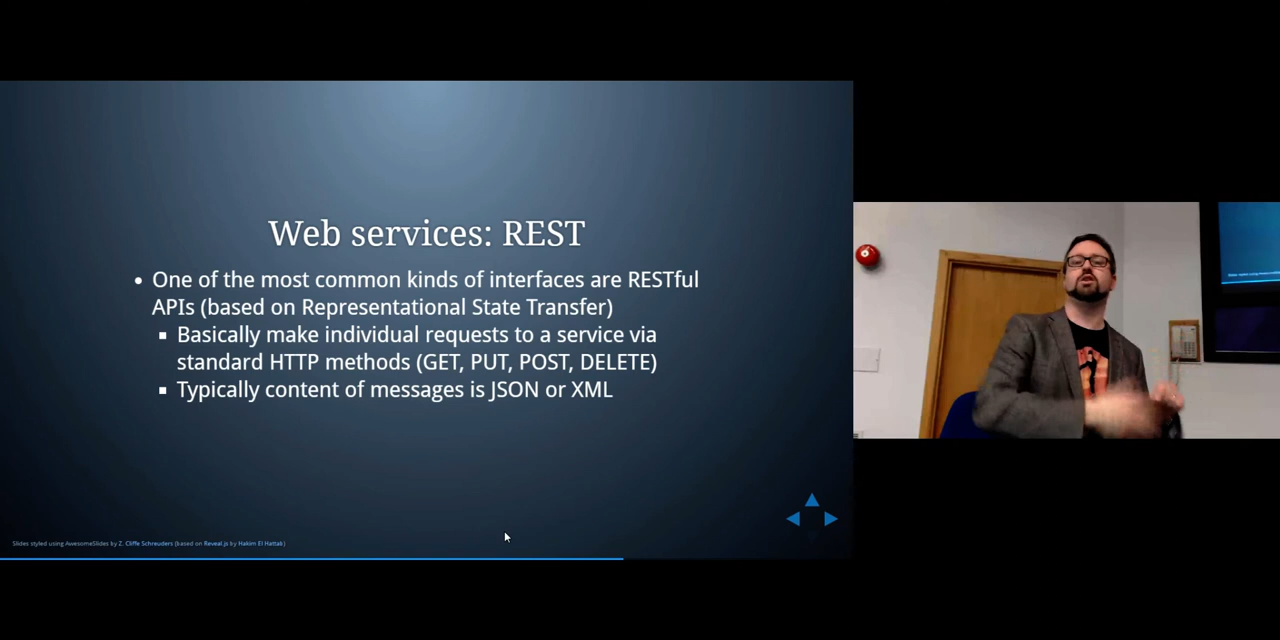 Web services: REST
One of the most common kinds of interfaces are RESTful
APIs (based on Representational State Transfer)
Basically make individual requests to a service via
standard HTTP methods (GET, PUT, POST, DELETE)
Typically content of messages is JSON or XML
Slides styled using AwesomeSlides by Z. Cliffe Schreuders (based on Reveal.js by Hakim El Hattab)